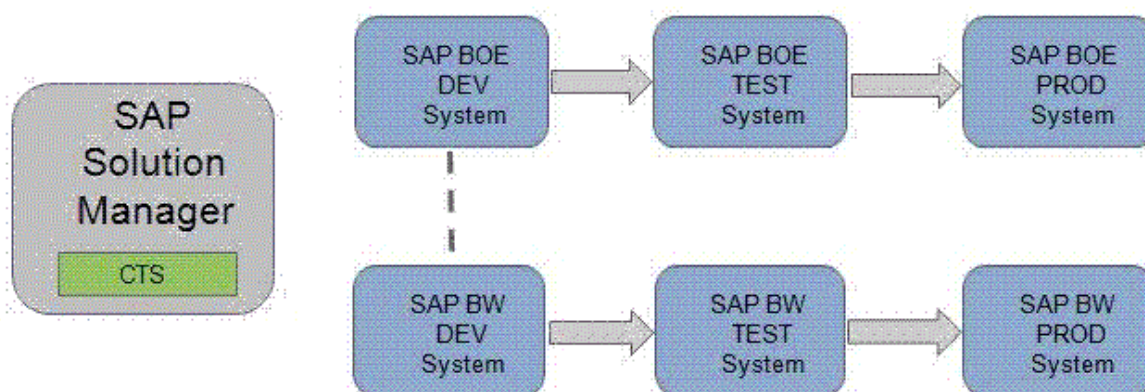 SAP
Solution
Manager
CTS
SAP BOE
DEV
System
SAP BOE
TEST
System
SAP BOE
PROD
System
SAP BW
DEV
System
SAP BW
TEST
System
SAP BW
PROD
System